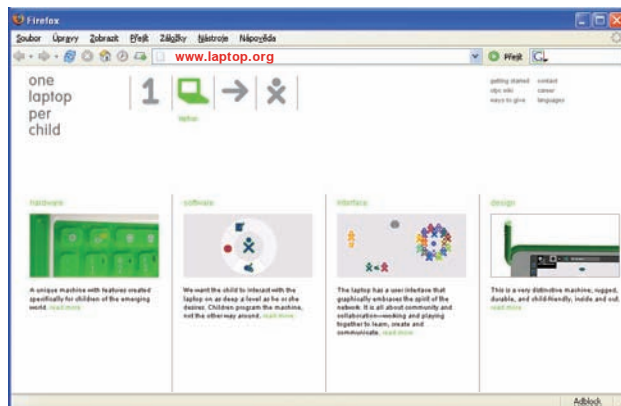 Firefox
Soubor Úpravy Zobrazit Přejít Záložky Nástroje Nápověda
www.laptop.org
Přejít
G
one
laptop
per
child
1
laptop
getting started
olpc wiki
ways to give
contact
career
languages
hardware
A unique machine with features created
specifically for children of the emerging
world. read more
software
We want the child to interact with the
laptop on as deep a level as he or she
desires. Children program the machine,
not the other way around. read more
interface
The laptop has a user interface that
graphically embraces the spirit of the
network. It is all about community and
collaboration—working and playing
together to learn, create and
communicate. read more
design
This is a very distinctive machine, rugged,
durable, and child-friendly, inside and out.
read more
Adblock